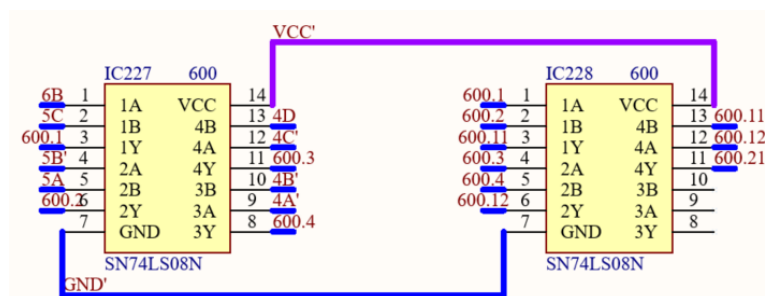 VCC'
IC227 600
6B 1 1A VCC 14
5C 2 1B 4B 13 4D
600.1 3 1Y 4A 12 4C'
5B' 4 2A 4Y 11 600.3
5A 5 2B 3B 10 4B'
600.2 6 2Y 3A 9 4A'
7 GND 3Y 8 600.4
SN74LS08N
GND'
IC228 600
600.1 1 1A VCC 14
600.2 2 1B 4B 13 600.11
600.11 3 1Y 4A 12 600.12
600.3 4 2A 4Y 11 600.21
600.4 5 2B 3B 10
600.12 6 2Y 3A 9
7 GND 3Y 8
SN74LS08N